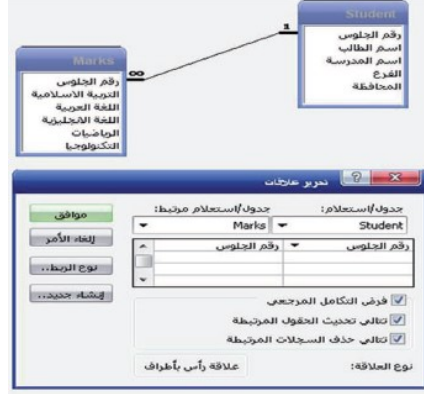 Student
رقم الجلوس
اسم الطالب
اسم المدرسة
الفرع
المحافظة
1
∞
Marks
رقم الجلوس
التربية الاسلامية
اللغة العربية
اللغة الانجليزية
الرياضيات
التكنولوجيا
تحرير علاقات
جدول/استعلام:
جدول/استعلام مرتبط:
موافق
Student
Marks
رقم الجلوس
رقم الجلوس
إلغاء الأمر
نوع الربط..
إنشاء جديد..
فرض التكامل المرجعي
تتالي تحديث الحقول المرتبطة
تتالي حذف السجلات المرتبطة
نوع العلاقة:
علاقة رأس بأطراف